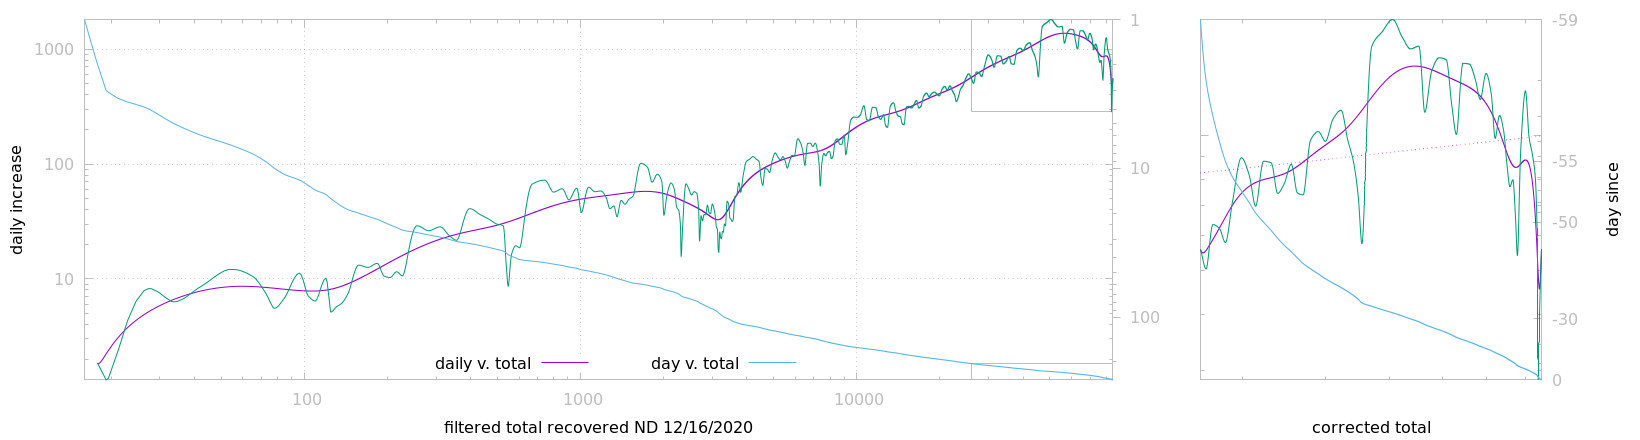 daily increase
1000
100
10
100
1000
10000
1
10
100
daily v. total
day v. total
filtered total recovered ND 12/16/2020
-59
-55
-50
-30
0
day since
corrected total